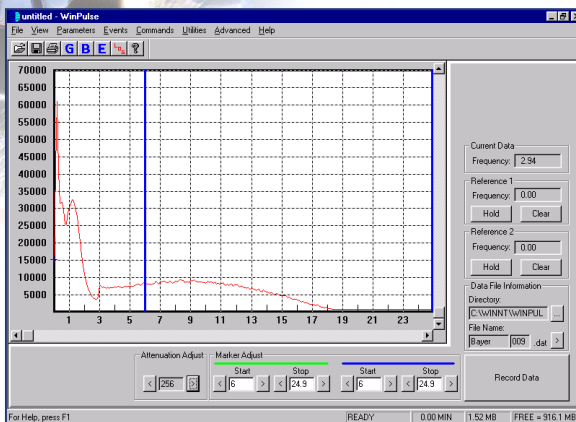 untitled - WinPulse
File View Parameters Events Commands Utilities Advanced Help
G B E
70000
65000
60000
55000
50000
45000
40000
35000
30000
25000
20000
15000
10000
5000
1 3 5 7 9 11 13 15 17 19 21 23
Current Data
Frequency: 2.94
Reference 1
Frequency: 0.00
Hold Clear
Reference 2
Frequency: 0.00
Hold Clear
Data File Information
Directory:
C:\WINNT\WINPUL ...
File Name:
Bayer 009 .dat >
Record Data
Attenuation Adjust
< 256 >
Marker Adjust
Start Stop Start Stop
< 6 > < 24.9 > < 6 > < 24.9 >
For Help, press F1
READY 0.00 MIN 1.52 MB FREE = 916.1 MB